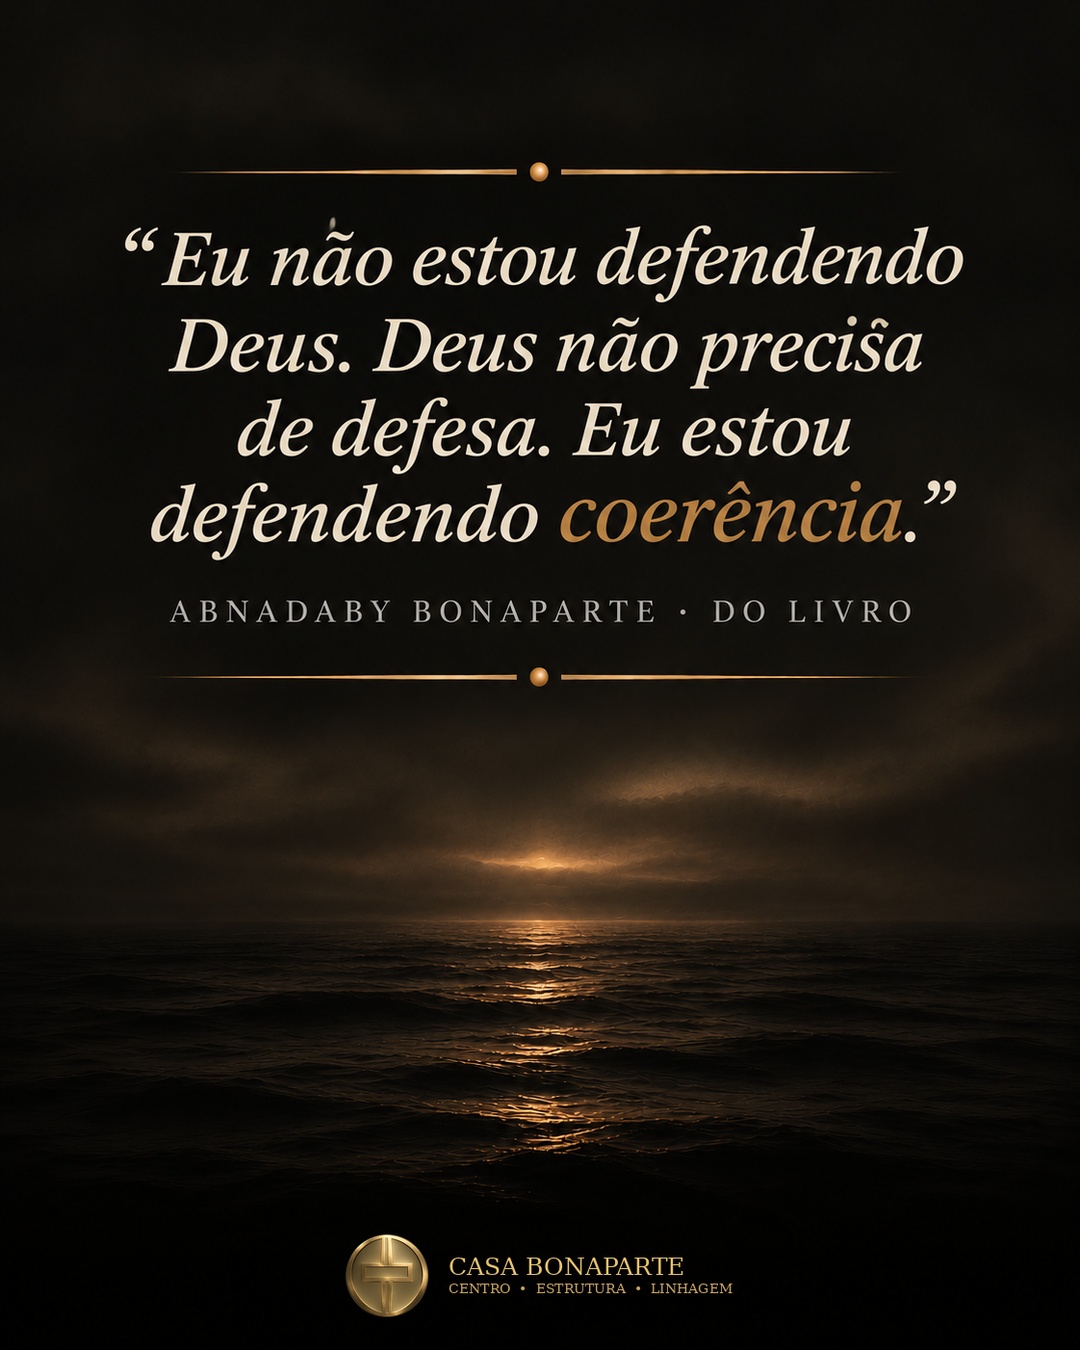 “Eu não estou defendendo
Deus. Deus não preciŝa
de defesa. Eu estou
defendendo coerência.”
ABNADABY BONAPARTE · DO LIVRO
CASA BONAPARTE
CENTRO • ESTRUTURA • LINHAGEM